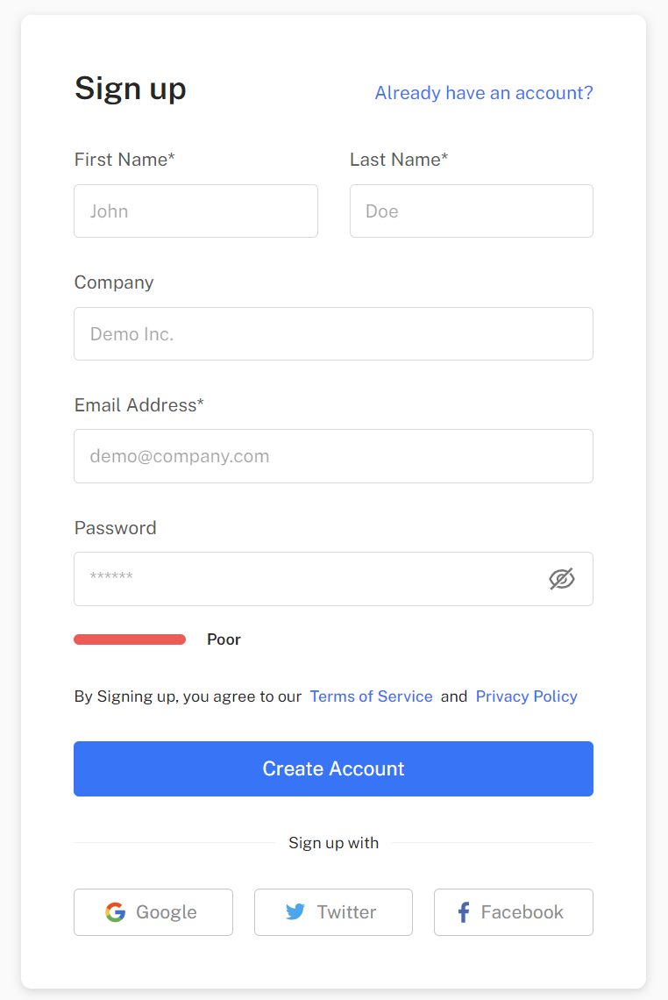 Sign up
Already have an account?
First Name*
Last Name*
John
Doe
Company
Demo Inc.
Email Address*
demo@company.com
Password
******
Poor
By Signing up, you agree to our Terms of Service and Privacy Policy
Create Account
Sign up with
Google
Twitter
Facebook